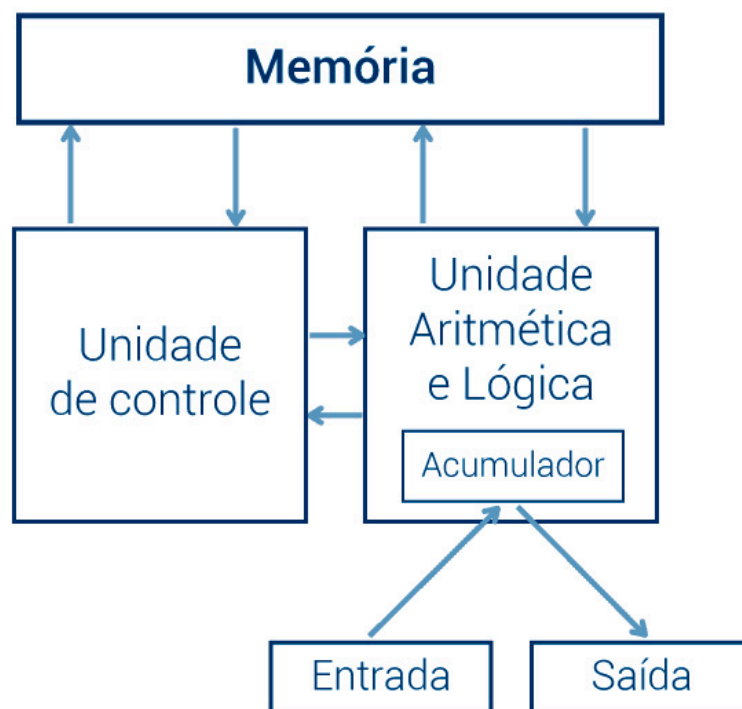 Memória
Unidade
de controle
Unidade
Aritmética
e Lógica
Acumulador
Entrada
Saída